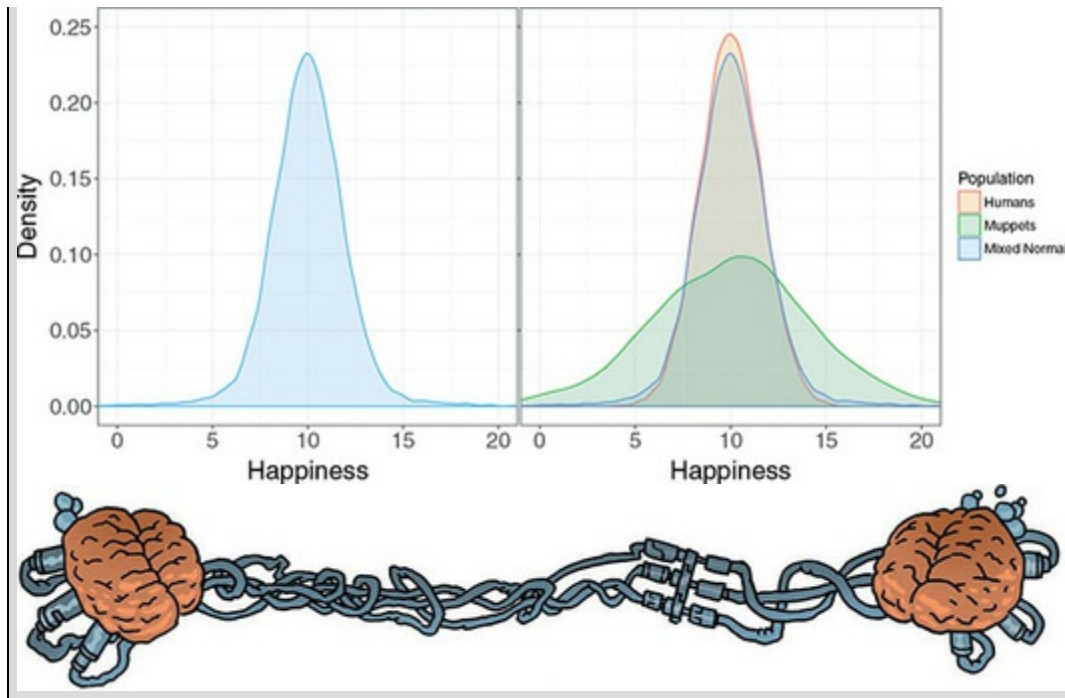 0.25
0.20
0.15
0.10
0.05
0.00
Density
0 5 10 15 20
Happiness
0 5 10 15 20
Happiness
Population
Humans
Muppets
Mixed Norma